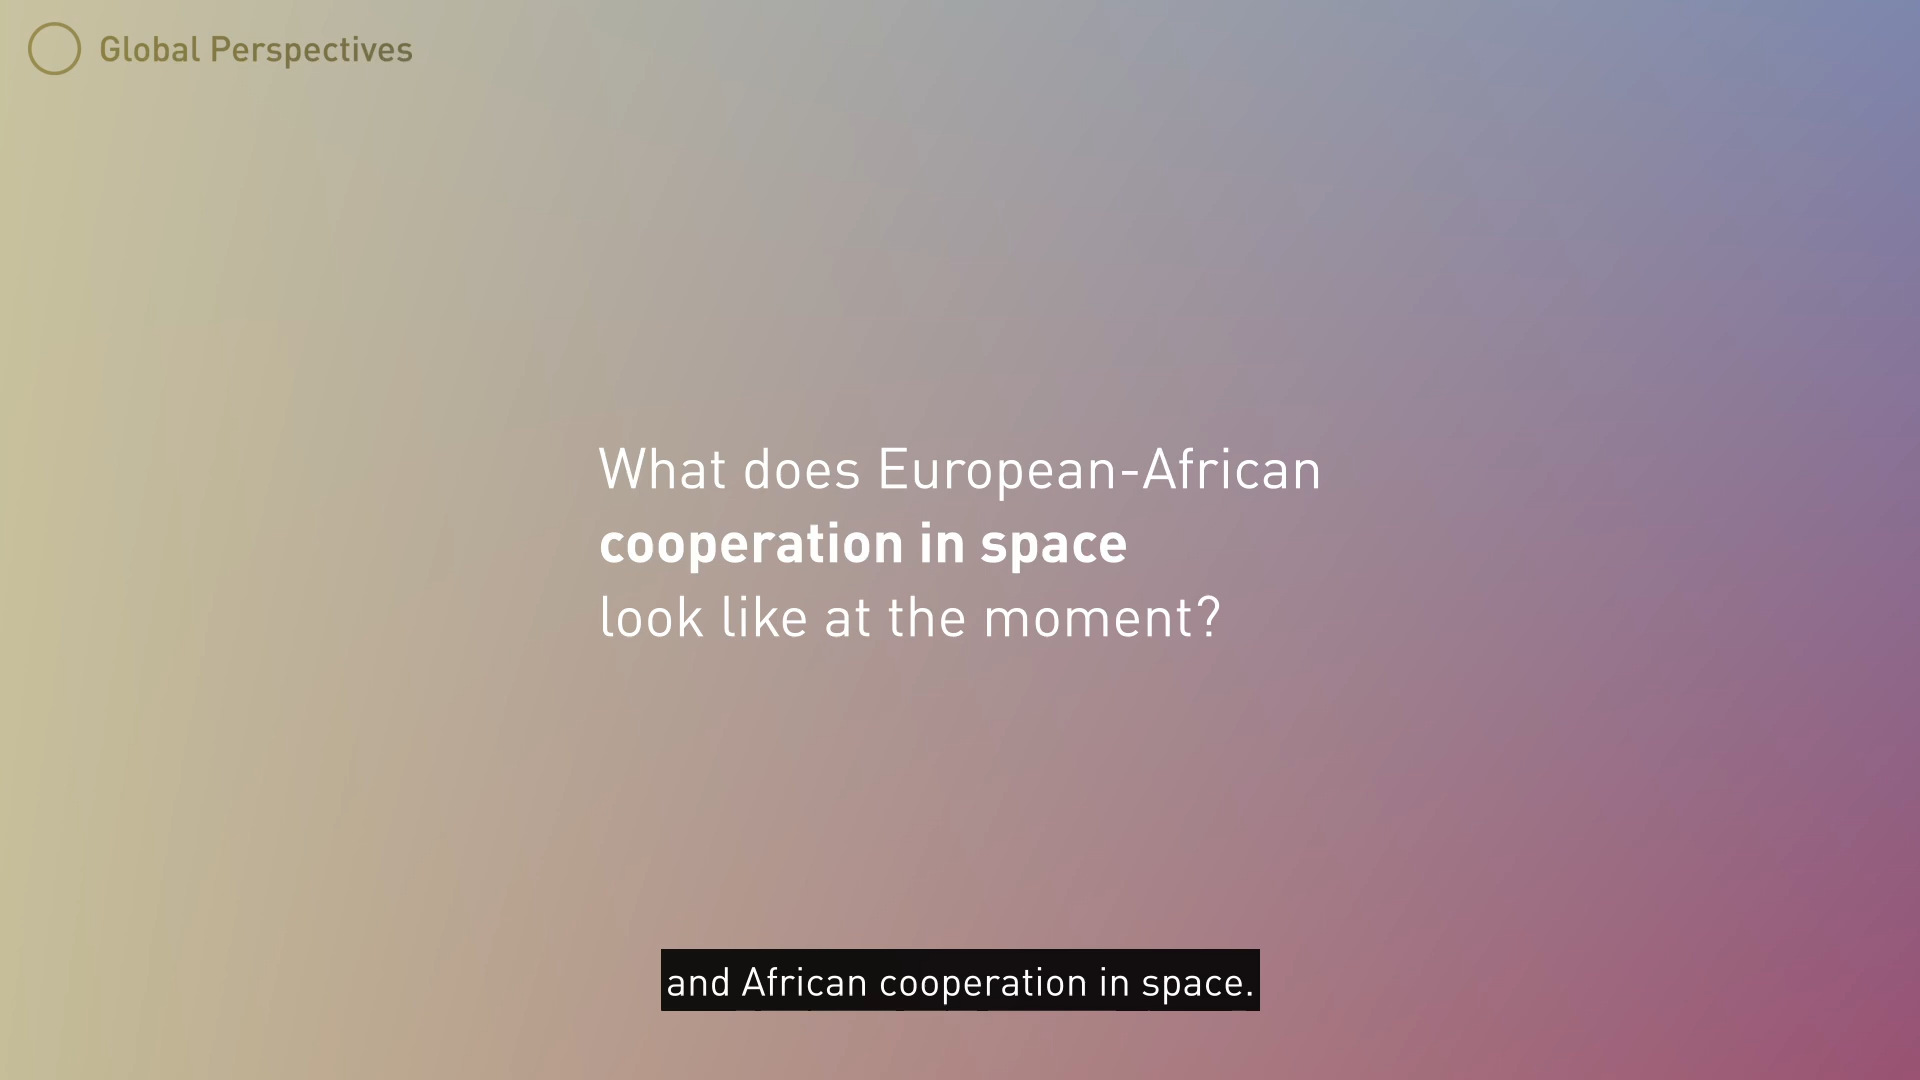 Global Perspectives
What does European-African
cooperation in space
look like at the moment?
and African cooperation in space.